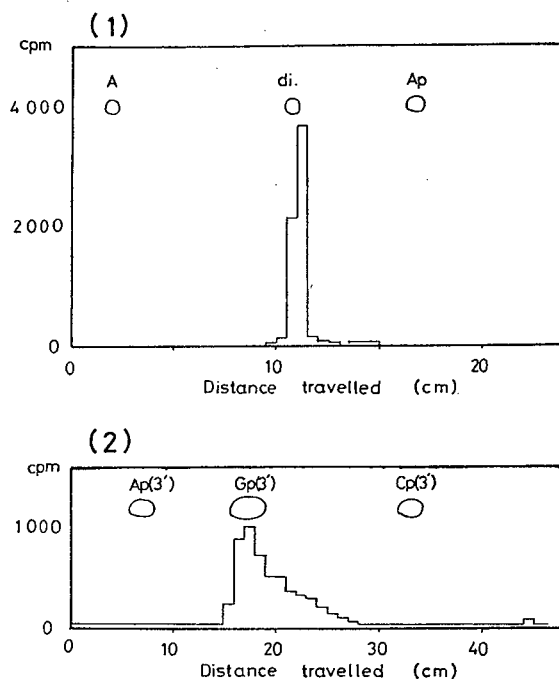 (1)
cpm
A di. Ap
4000
2000
0
0 10 20
Distance travelled (cm)
(2)
cpm
Ap(3′) Gp(3′) Cp(3′)
1000
0
0 10 20 30 40
Distance travelled (cm)